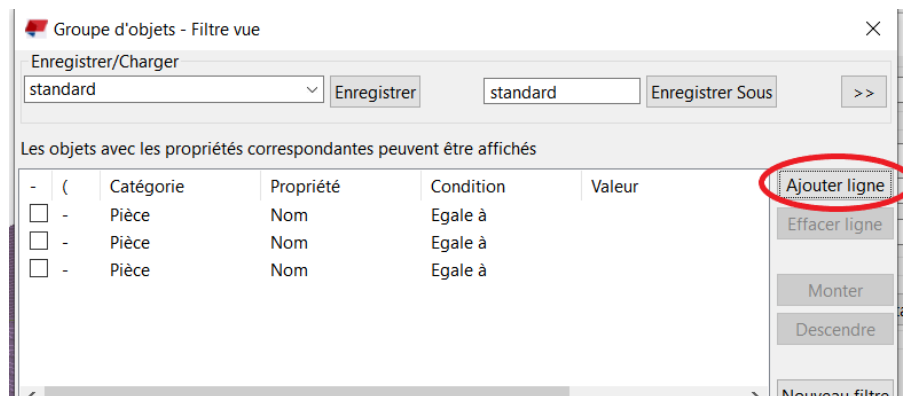 Groupe d'objets - Filtre vue
Enregistrer/Charger
standard Enregistrer standard Enregistrer Sous >>
Les objets avec les propriétés correspondantes peuvent être affichés
- ( Catégorie Propriété Condition Valeur Ajouter ligne
- Pièce Nom Egale à Effacer ligne
- Pièce Nom Egale à
- Pièce Nom Egale à
Monter
Descendre
Nouveau filtre